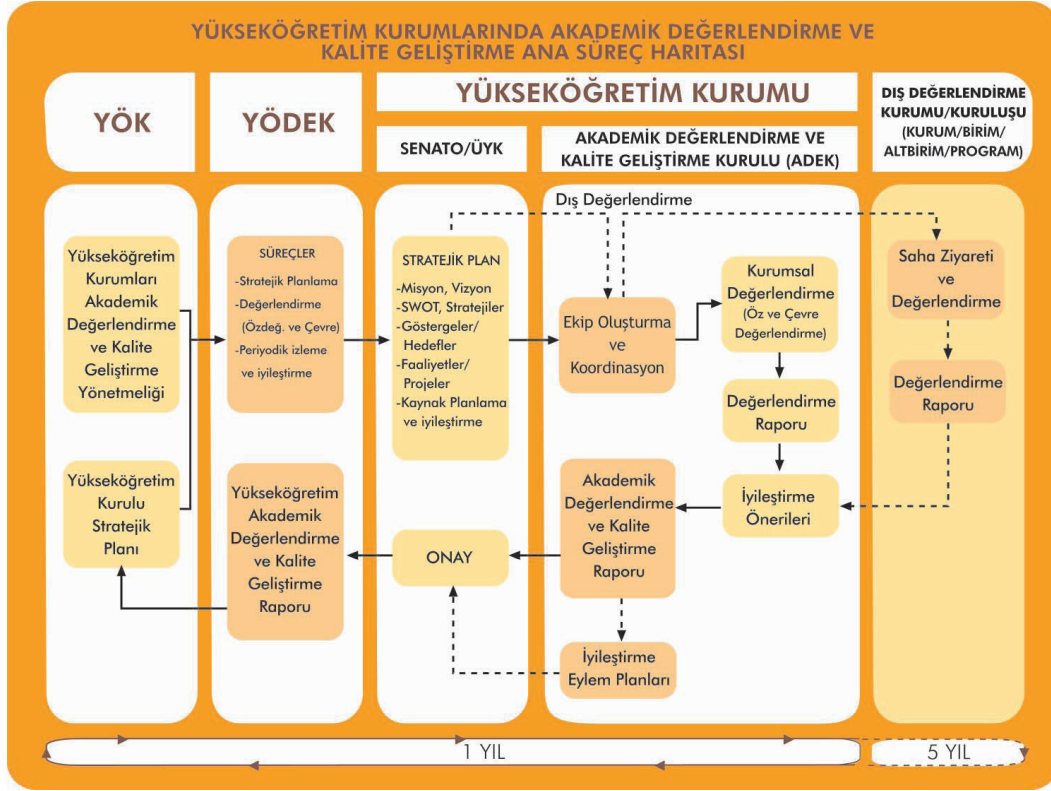 YÜKSEKÖĞRETİM KURUMLARINDA AKADEMİK DEĞERLENDİRME VE
KALİTE GELİŞTİRME ANA SÜREÇ HARITASI
YÖK
YÖDEK
YÜKSEKÖĞRETİM KURUMU
SENATO/ÜYK
AKADEMİK DEĞERLENDİRME VE
KALİTE GELİŞTİRME KURULU (ADEK)
DIŞ DEĞERLENDİRME
KURUMU/KURULUŞU
(KURUM/BİRİM/
ALTBİRİM/PROGRAM)
Yükseköğretim
Kurumları
Akademik
Değerlendirme
ve Kalite
Geliştirme
Yönetmeliği
Yükseköğretim
Kurulu
Stratejik
Planı
SÜREÇLER
-Stratejik Planlama
-Değerlendirme
(Özdeğ. ve Çevre)
-Periyodik izleme
ve iyileştirme
Yükseköğretim
Akademik
Değerlendirme
ve Kalite
Geliştirme
Raporu
STRATEJİK PLAN
-Misyon, Vizyon
-SWOT, Stratejiler
-Göstergeler/
Hedefler
-Faaliyetler/
Projeler
-Kaynak Planlama
ve iyileştirme
ONAY
Dış Değerlendirme
Ekip Oluşturma
ve
Koordinasyon
Kurumsal
Değerlendirme
(Öz ve Çevre
Değerlendirme)
Değerlendirme
Raporu
İyileştirme
Önerileri
Akademik
Değerlendirme
ve Kalite
Geliştirme
Raporu
İyileştirme
Eylem Planları
Saha Ziyareti
ve
Değerlendirme
Değerlendirme
Raporu
1 YIL
5 YIL